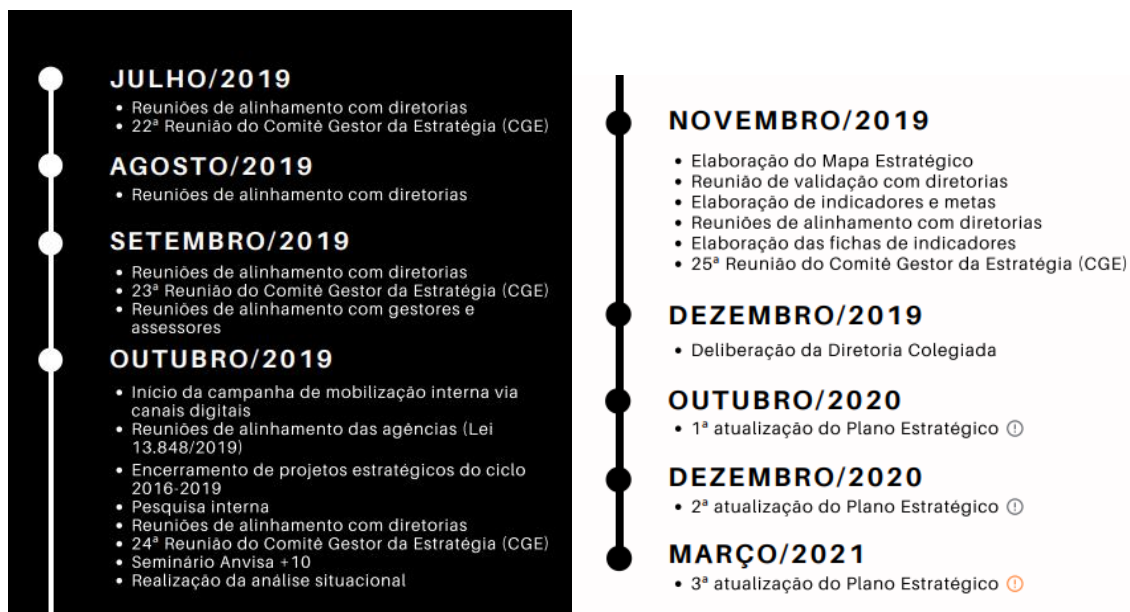 JULHO/2019
• Reuniões de alinhamento com diretorias
• 22ª Reunião do Comitê Gestor da Estratégia (CGE)
AGOSTO/2019
• Reuniões de alinhamento com diretorias
SETEMBRO/2019
• Reuniões de alinhamento com diretorias
• 23ª Reunião do Comitê Gestor da Estratégia (CGE)
• Reuniões de alinhamento com gestores e
assessores
OUTUBRO/2019
• Início da campanha de mobilização interna via
canais digitais
• Reuniões de alinhamento das agências (Lei
13.848/2019)
• Encerramento de projetos estratégicos do ciclo
2016-2019
• Pesquisa interna
• Reuniões de alinhamento com diretorias
• 24ª Reunião do Comitê Gestor da Estratégia (CGE)
• Seminário Anvisa +10
• Realização da análise situacional
NOVEMBRO/2019
• Elaboração do Mapa Estratégico
• Reunião de validação com diretorias
• Elaboração de indicadores e metas
• Reuniões de alinhamento com diretorias
• Elaboração das fichas de indicadores
• 25ª Reunião do Comitê Gestor da Estratégia (CGE)
DEZEMBRO/2019
• Deliberação da Diretoria Colegiada
OUTUBRO/2020
• 1ª atualização do Plano Estratégico
DEZEMBRO/2020
• 2ª atualização do Plano Estratégico
MARÇO/2021
• 3ª atualização do Plano Estratégico